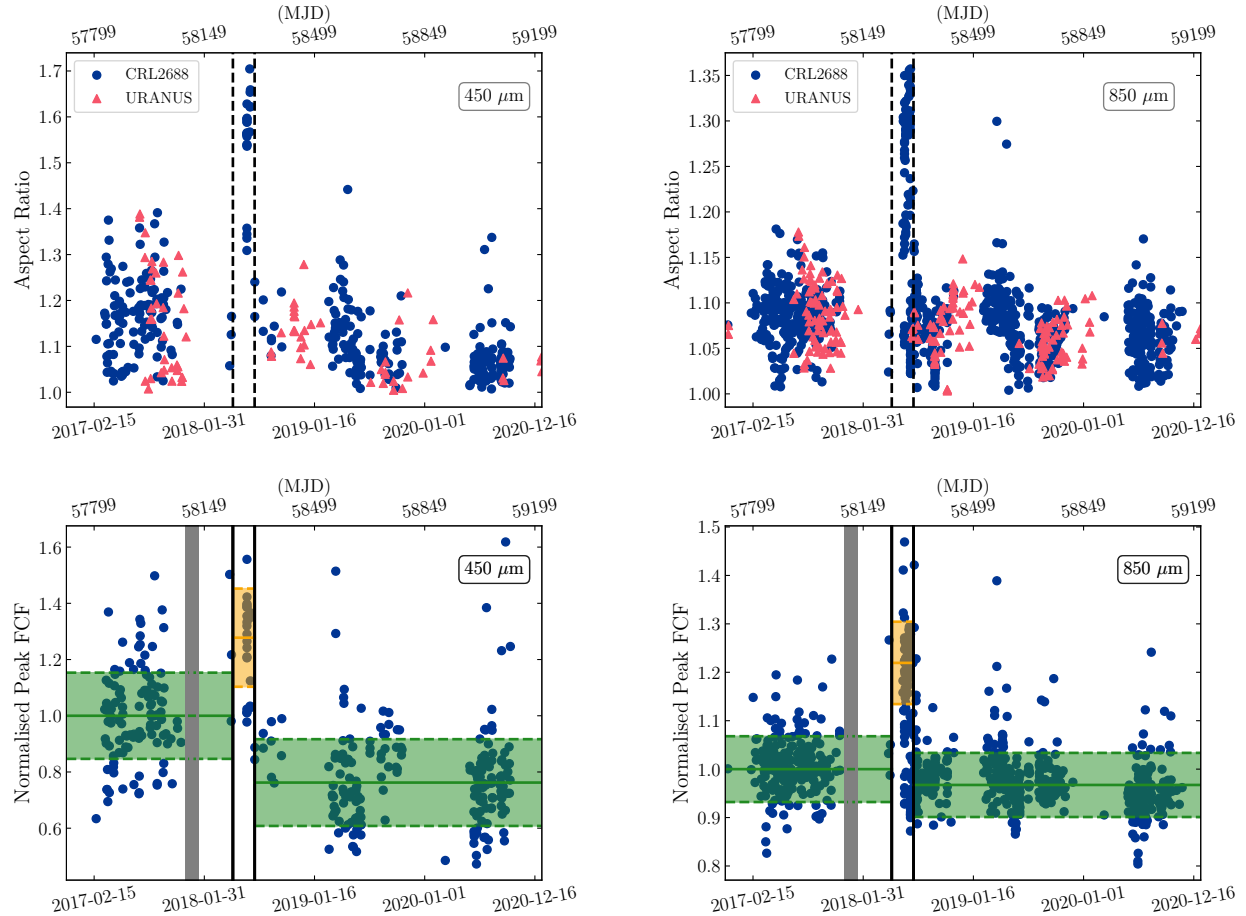 (MJD)
57799 58149 58499 58849 59199
CRL2688
URANUS
450 μm
Aspect Ratio
1.7
1.6
1.5
1.4
1.3
1.2
1.1
1.0
2017-02-15 2018-01-31 2019-01-16 2020-01-01 2020-12-16
(MJD)
57799 58149 58499 58849 59199
CRL2688
URANUS
850 μm
Aspect Ratio
1.35
1.30
1.25
1.20
1.15
1.10
1.05
1.00
2017-02-15 2018-01-31 2019-01-16 2020-01-01 2020-12-16
(MJD)
57799 58149 58499 58849 59199
450 μm
Normalised Peak FCF
1.6
1.4
1.2
1.0
0.8
0.6
2017-02-15 2018-01-31 2019-01-16 2020-01-01 2020-12-16
(MJD)
57799 58149 58499 58849 59199
850 μm
Normalised Peak FCF
1.5
1.4
1.3
1.2
1.1
1.0
0.9
0.8
2017-02-15 2018-01-31 2019-01-16 2020-01-01 2020-12-16